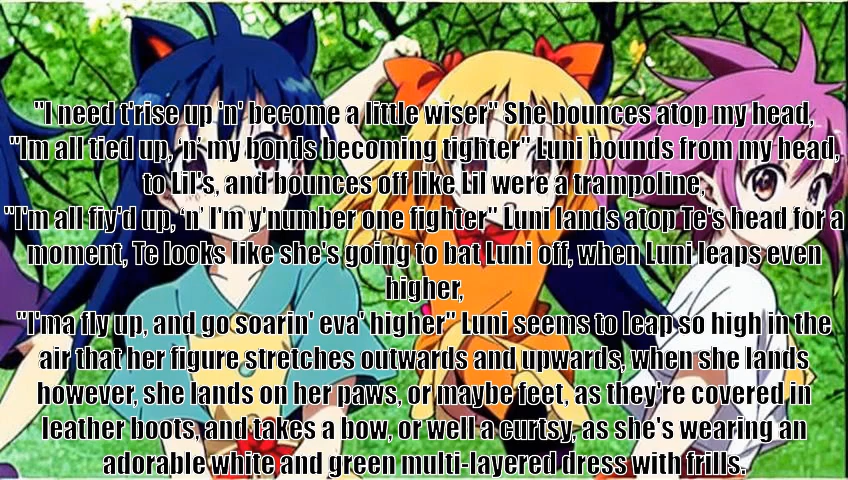 "I need t'rise up 'n' become a little wiser" She bounces atop my head,
"Im all tied up, ‘n’ my bonds becoming tighter" Luni bounds from my head,
to Lil's, and bounces off like Lil were a trampoline,
"I'm all fiy'd up, ‘n’ I'm y'number one fighter" Luni lands atop Te's head for a
moment, Te looks like she's going to bat Luni off, when Luni leaps even
higher,
"I'ma fly up, and go soarin' eva' higher" Luni seems to leap so high in the
air that her figure stretches outwards and upwards, when she lands
however, she lands on her paws, or maybe feet, as they're covered in
leather boots, and takes a bow, or well a curtsy, as she's wearing an
adorable white and green multi-layered dress with frills.